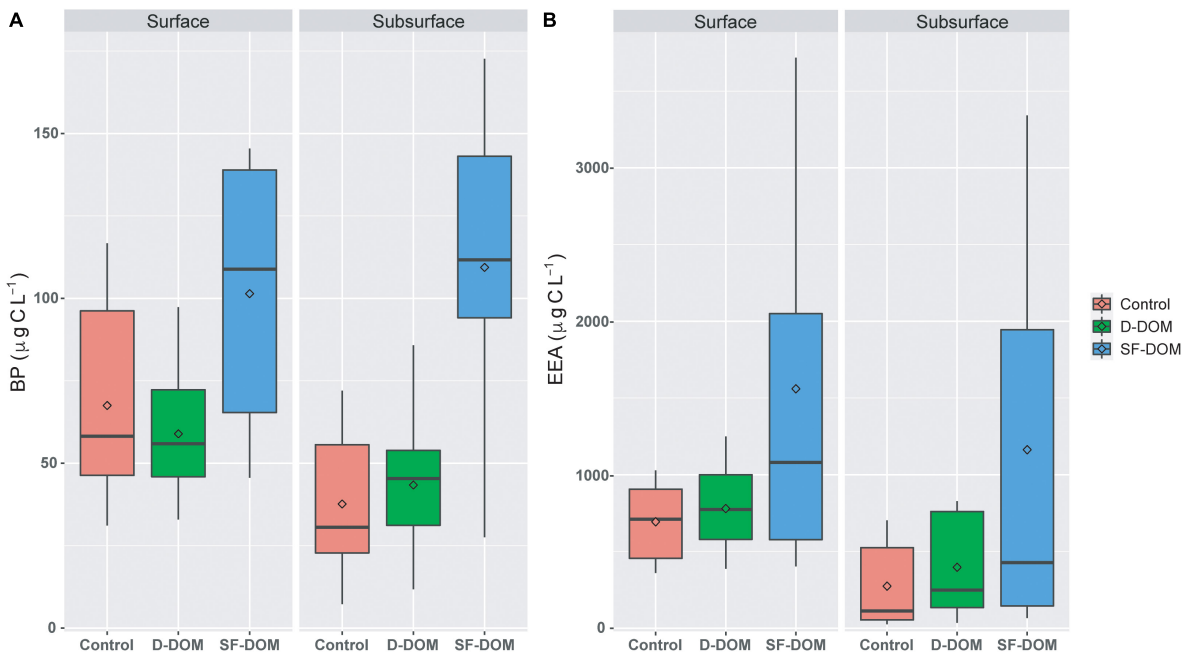 A
Surface
Subsurface
BP (μg C L⁻¹)
150
100
50
0
Control
D-DOM
SF-DOM
Control
D-DOM
SF-DOM
B
Surface
Subsurface
EEA (μg C L⁻¹)
3000
2000
1000
0
Control
D-DOM
SF-DOM
Control
D-DOM
SF-DOM
Control
D-DOM
SF-DOM